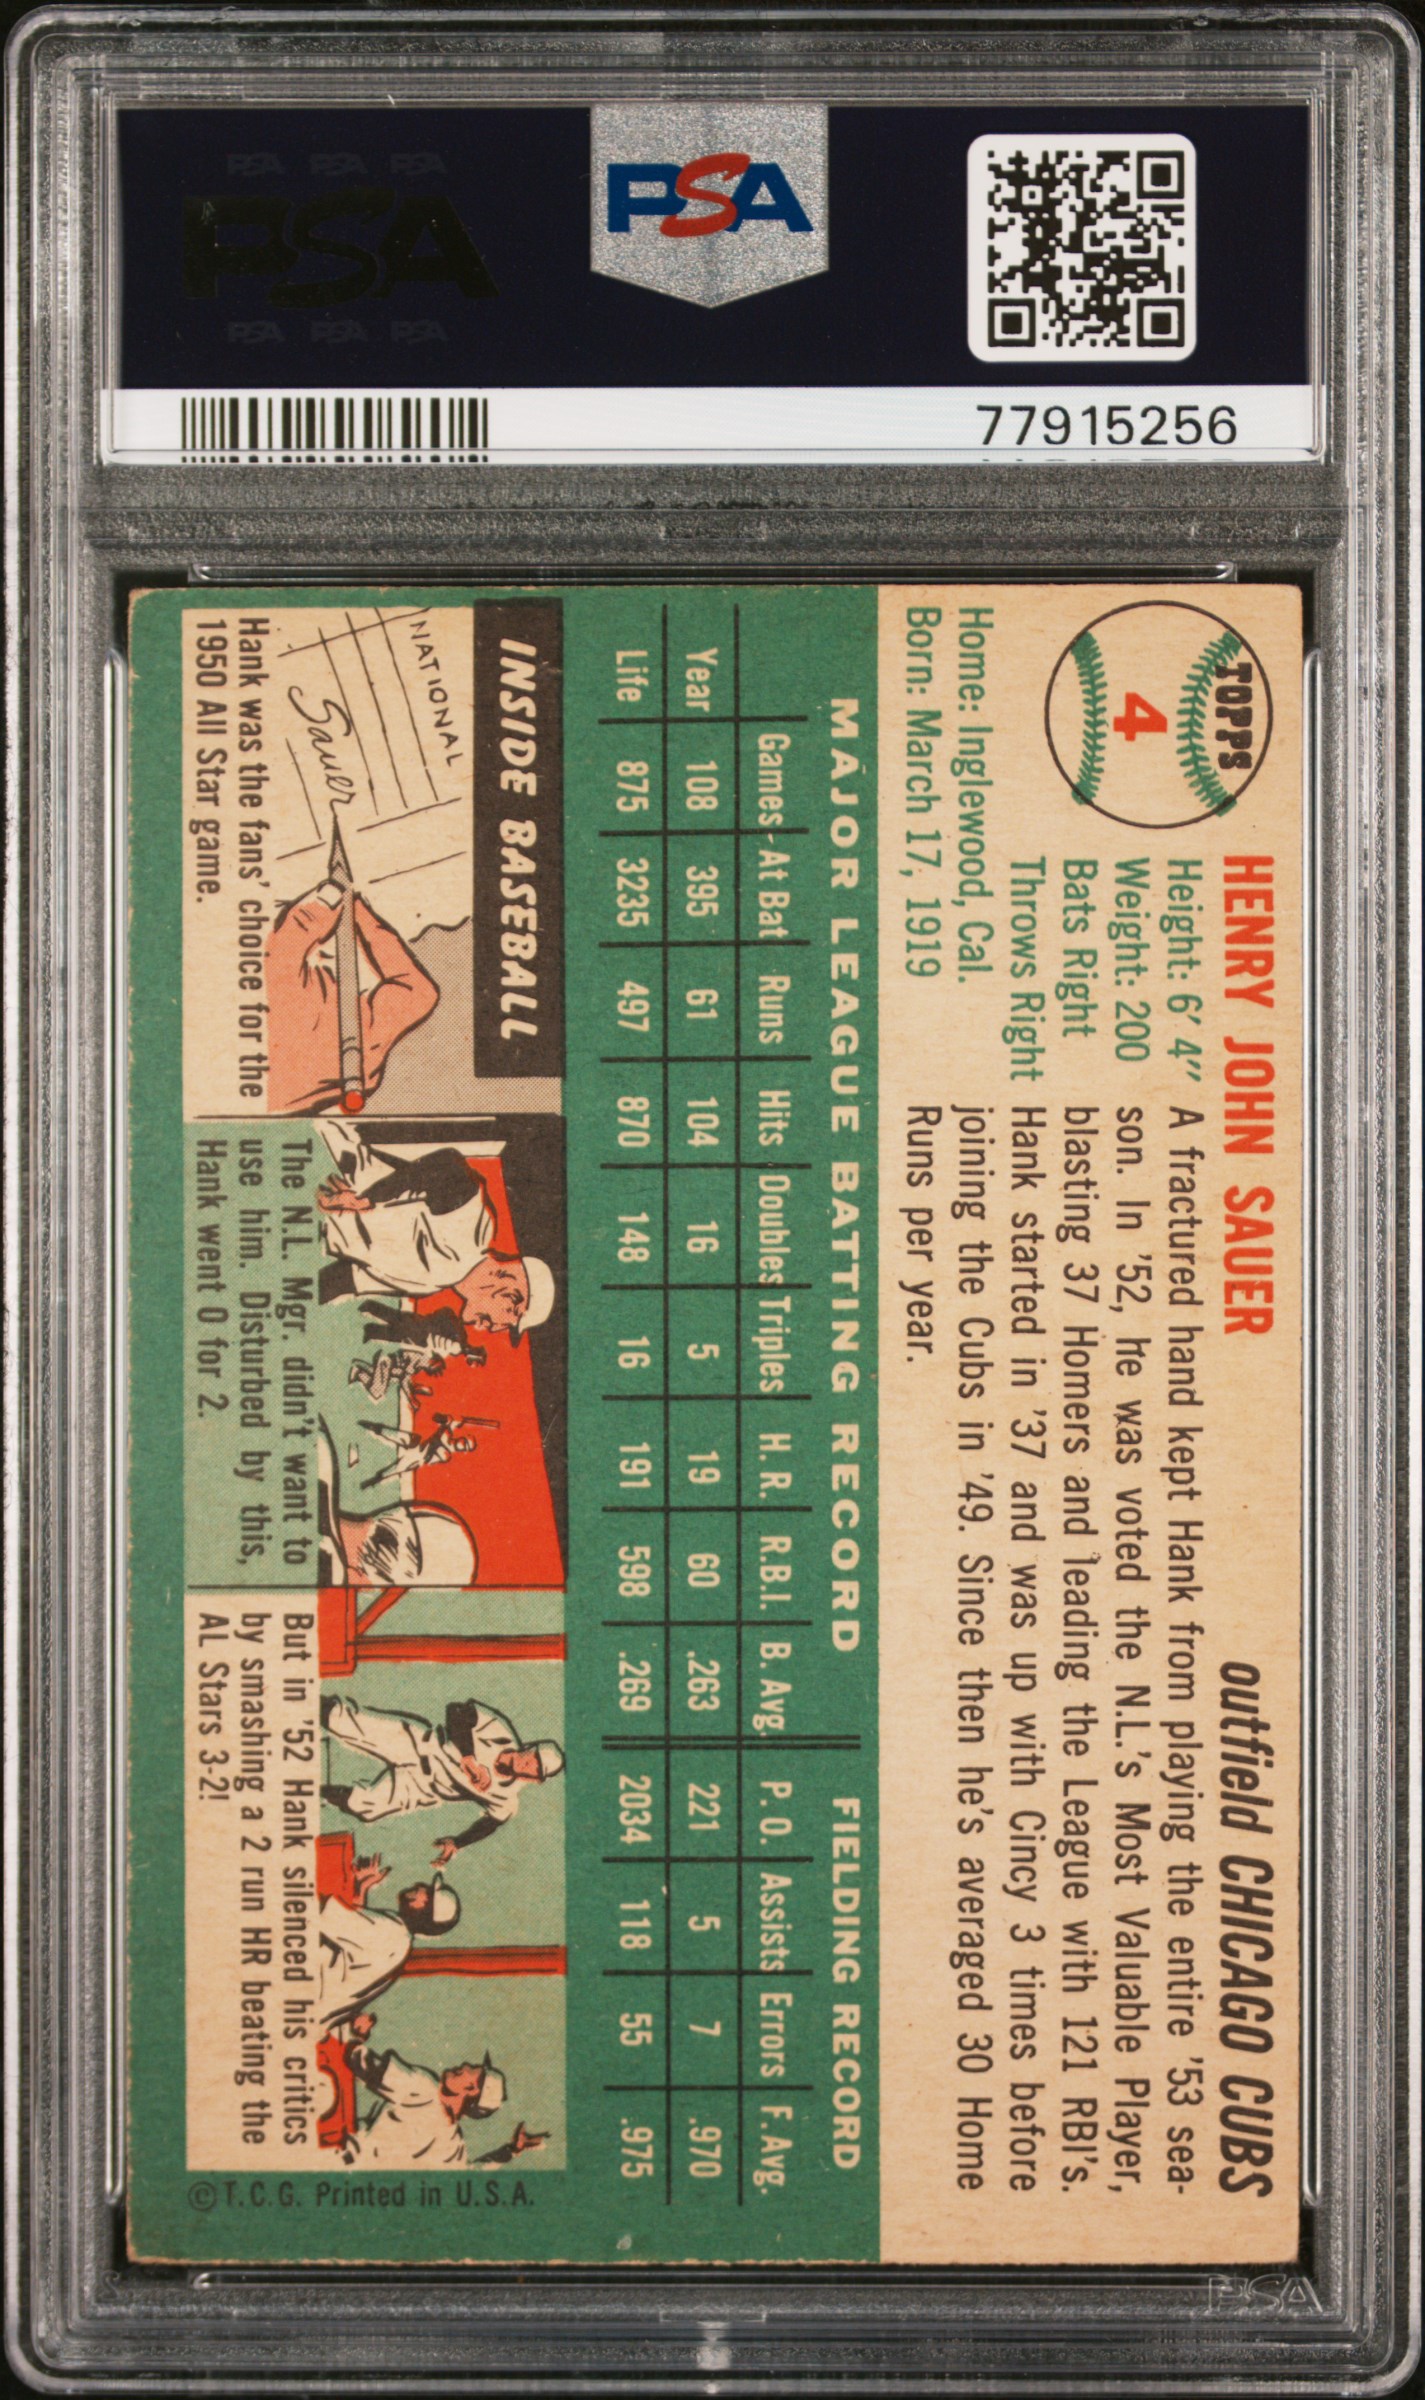 PSA PSA PSA
PSA
PSA PSA PSA
PSA
77915256
TOPPS
4
HENRY JOHN SAUER
outfield CHICAGO CUBS
Height: 6' 4"
Weight: 200
Bats Right
Throws Right
Home: Inglewood, Cal.
Born: March 17, 1919
A fractured hand kept Hank from playing the entire '53 sea-
son. In '52, he was voted the N.L.'s Most Valuable Player,
blasting 37 Homers and leading the League with 121 RBI's.
Hank started in '37 and was up with Cincy 3 times before
joining the Cubs in '49. Since then he's averaged 30 Home
Runs per year.
MAJOR LEAGUE BATTING RECORD
FIELDING RECORD
Games At Bat Runs Hits Doubles Triples H. R. R.B.I. B. Avg. P. O. Assists Errors F. Avg.
Year 108 395 61 104 16 5 19 60 .263 221 5 7 .970
Life 875 3235 497 870 148 16 191 598 .269 2034 118 55 .975
INSIDE BASEBALL
NATIONAL
Sauer
Hank was the fans' choice for the
1950 All Star game.
The N.L. Mgr. didn't want to
use him. Disturbed by this,
Hank went 0 for 2.
But in '52 Hank silenced his critics
by smashing a 2 run HR beating the
AL Stars 3-2!
© T. C. G. Printed in U. S. A.
PSA